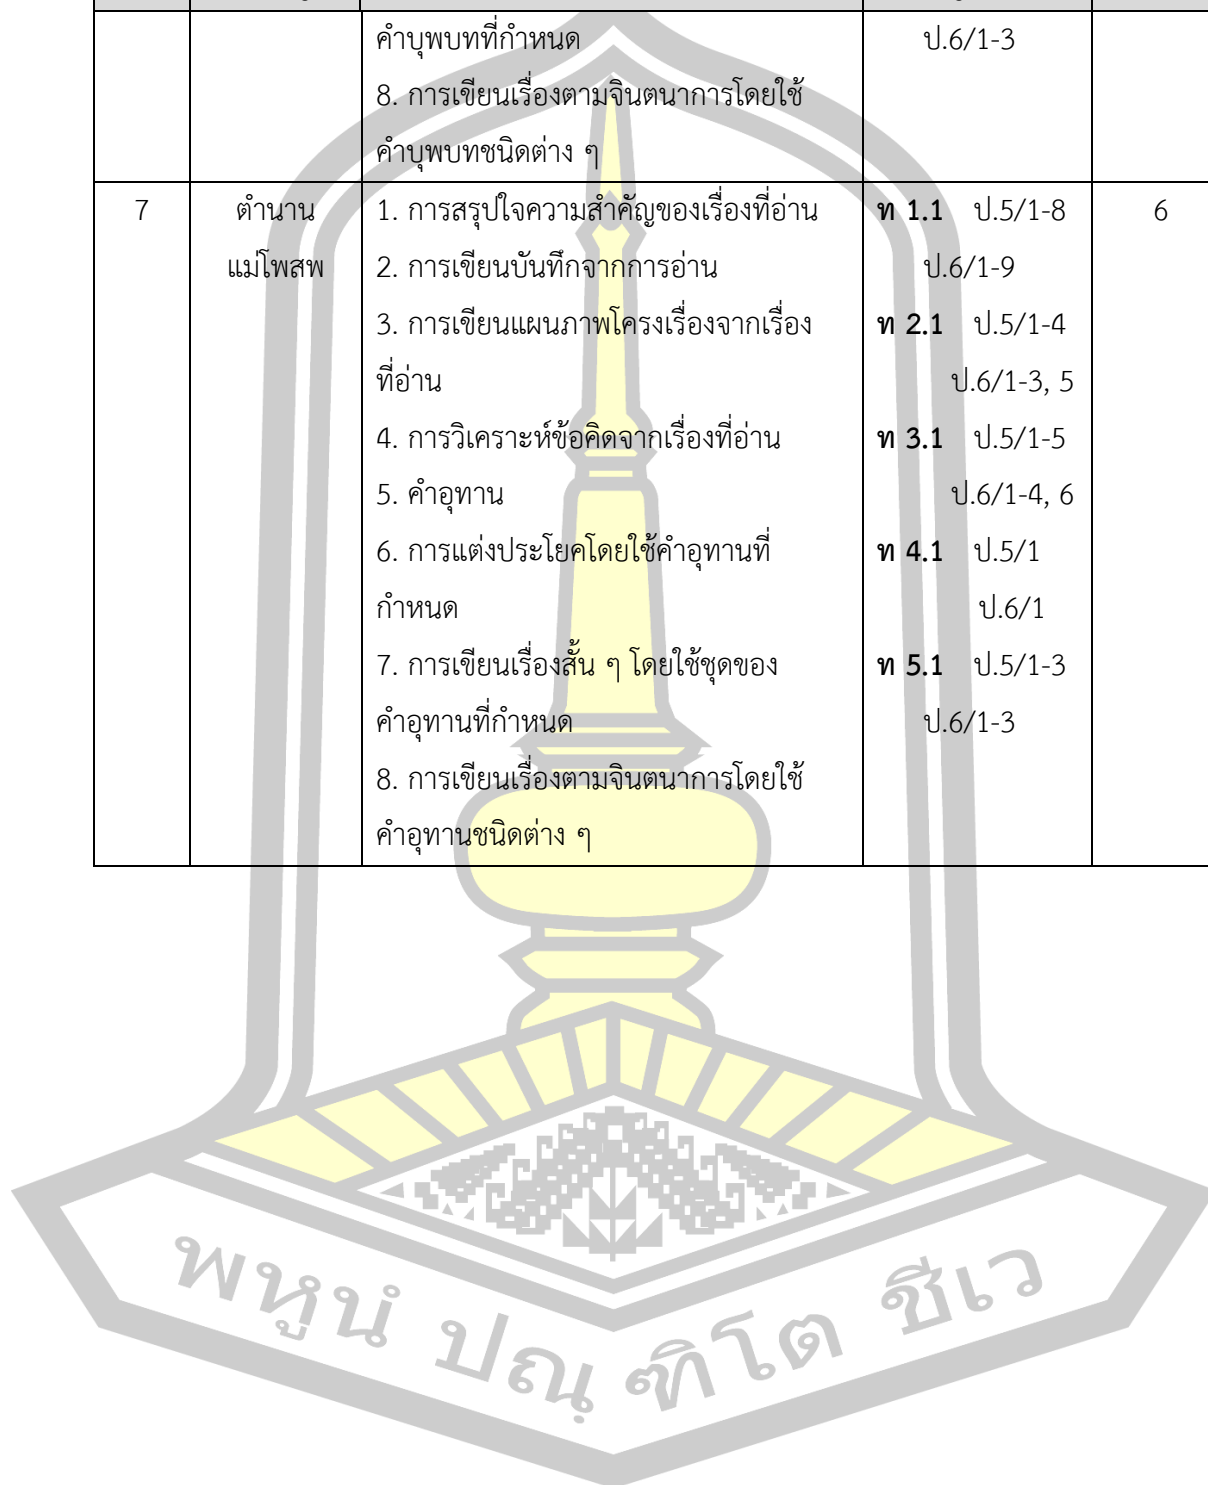 คำบุพบทที่กำหนด ป.6/1-3
8. การเขียนเรื่องตามจินตนาการโดยใช้
คำบุพบทชนิดต่าง ๆ
7 ตำนาน 1. การสรุปใจความสำคัญของเรื่องที่อ่าน ท 1.1 ป.5/1-8 6
แม่โพสพ 2. การเขียนบันทึกจากการอ่าน ป.6/1-9
3. การเขียนแผนภาพโครงเรื่องจากเรื่อง ท 2.1 ป.5/1-4
ที่อ่าน ป.6/1-3, 5
4. การวิเคราะห์ข้อคิดจากเรื่องที่อ่าน ท 3.1 ป.5/1-5
5. คำอุทาน ป.6/1-4, 6
6. การแต่งประโยคโดยใช้คำอุทานที่ ท 4.1 ป.5/1
กำหนด ป.6/1
7. การเขียนเรื่องสั้น ๆ โดยใช้ชุดของ ท 5.1 ป.5/1-3
คำอุทานที่กำหนด ป.6/1-3
8. การเขียนเรื่องตามจินตนาการโดยใช้
คำอุทานชนิดต่าง ๆ
พหูนํ ปณฺฑิโต ชีเว